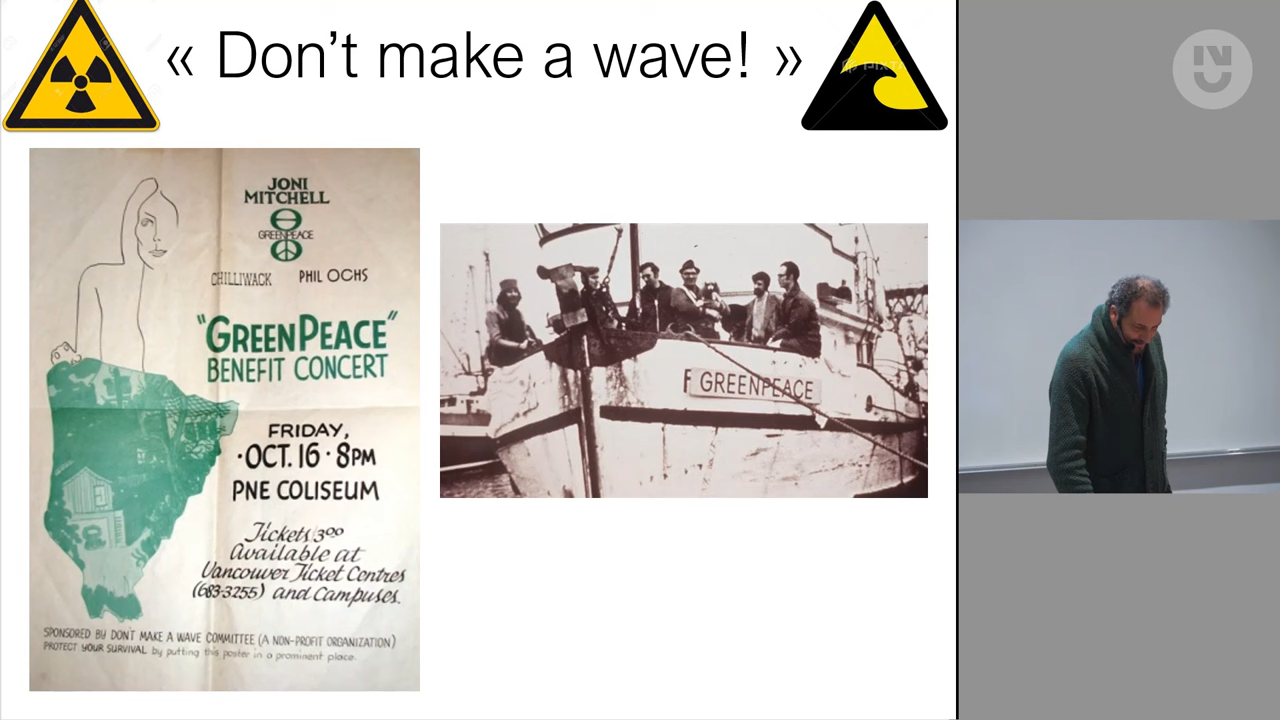 « Don't make a wave! »
JONI
MITCHELL
GREENPEACE
CHILLIWACK PHIL OCHS
"GREENPEACE"
BENEFIT CONCERT
FRIDAY,
·OCT. 16 · 8PM
PNE COLISEUM
Tickets 3⁰⁰
Available at
Vancouver Ticket Centres
(683-3255) and Campuses.
SPONSORED BY DON'T MAKE A WAVE COMMITTEE (A NON-PROFIT ORGANIZATION)
PROTECT YOUR SURVIVAL by putting this poster in a prominent place.
GREENPEACE